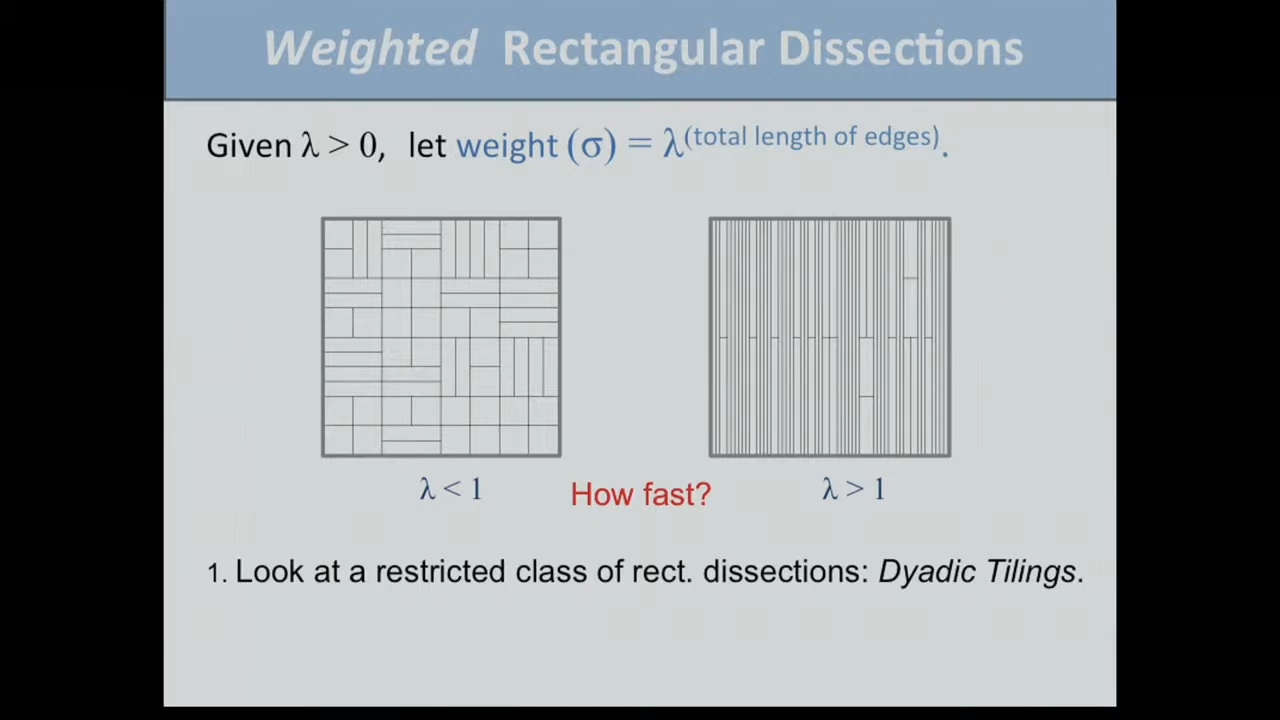 Weighted Rectangular Dissections
Given λ > 0, let weight (σ) = λ(total length of edges).
λ < 1
How fast?
λ > 1
1. Look at a restricted class of rect. dissections: Dyadic Tilings.